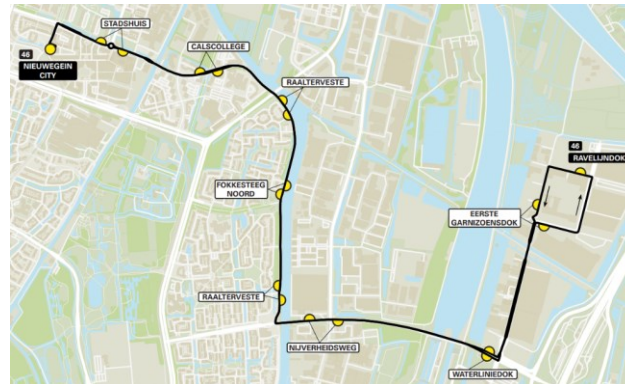 STADSHUIS
46
NIEUWEGEIN
CITY
CALSCOLLEGE
RAALTERVESTE
46
RAVELIJNDOK
FOKKESTEEG
NOORD
EERSTE
GARNIZOENSDOK
RAALTERVESTE
NIJVERHEIDSWEG
WATERLINIEDOK